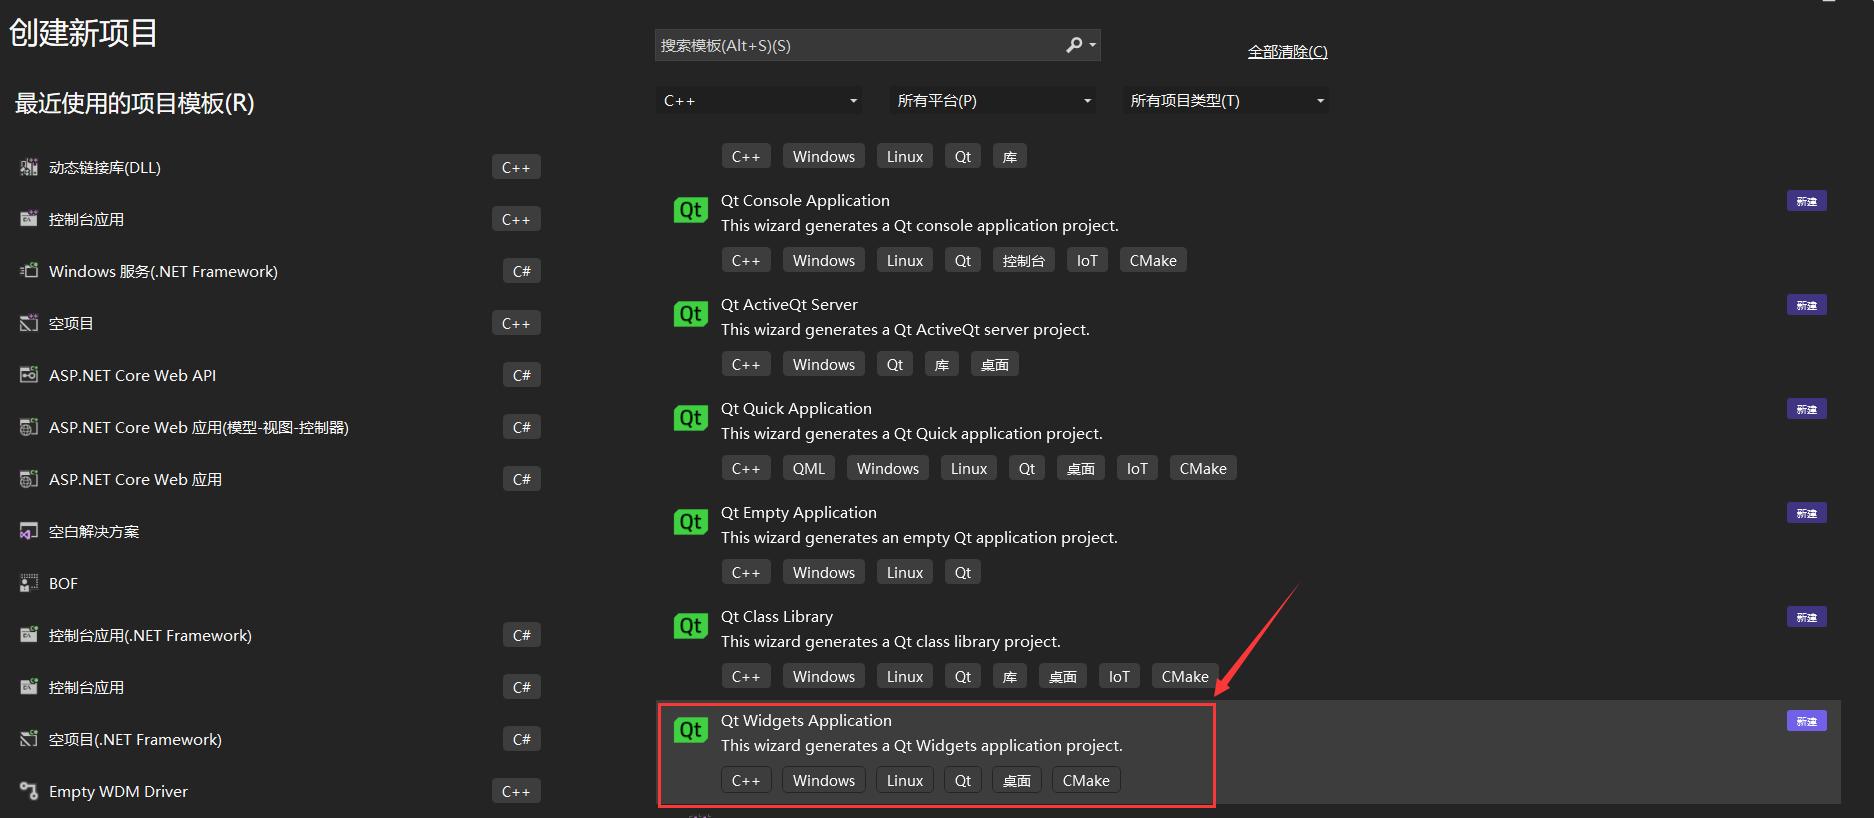 创建新项目
最近使用的项目模板(R)
动态链接库(DLL) C++
控制台应用 C++
Windows 服务(.NET Framework) C#
空项目 C++
ASP.NET Core Web API C#
ASP.NET Core Web 应用(模型-视图-控制器) C#
ASP.NET Core Web 应用 C#
空白解决方案
BOF
控制台应用(.NET Framework) C#
控制台应用 C#
空项目(.NET Framework) C#
Empty WDM Driver C++
搜索模板(Alt+S)(S)
全部清除(C)
C++ 所有平台(P) 所有项目类型(T)
C++ Windows Linux Qt 库
Qt Qt Console Application 新建
This wizard generates a Qt console application project.
C++ Windows Linux Qt 控制台 IoT CMake
Qt Qt ActiveQt Server 新建
This wizard generates a Qt ActiveQt server project.
C++ Windows Qt 库 桌面
Qt Qt Quick Application 新建
This wizard generates a Qt Quick application project.
C++ QML Windows Linux Qt 桌面 IoT CMake
Qt Qt Empty Application 新建
This wizard generates an empty Qt application project.
C++ Windows Linux Qt
Qt Qt Class Library 新建
This wizard generates a Qt class library project.
C++ Windows Linux Qt 库 桌面 IoT CMake
Qt Qt Widgets Application 新建
This wizard generates a Qt Widgets application project.
C++ Windows Linux Qt 桌面 CMake